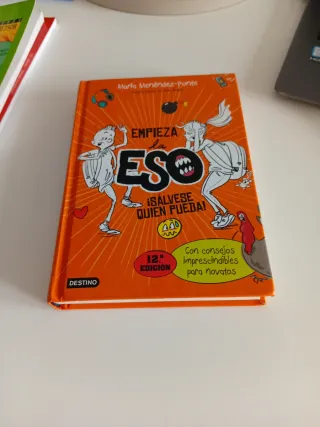 María Menéndez-Ponte
EMPIEZA
la
ESO
¡SÁLVESE
QUIEN PUEDA!
12.ª
EDICIÓN
Con consejos
imprescindibles
para novatos
DESTINO